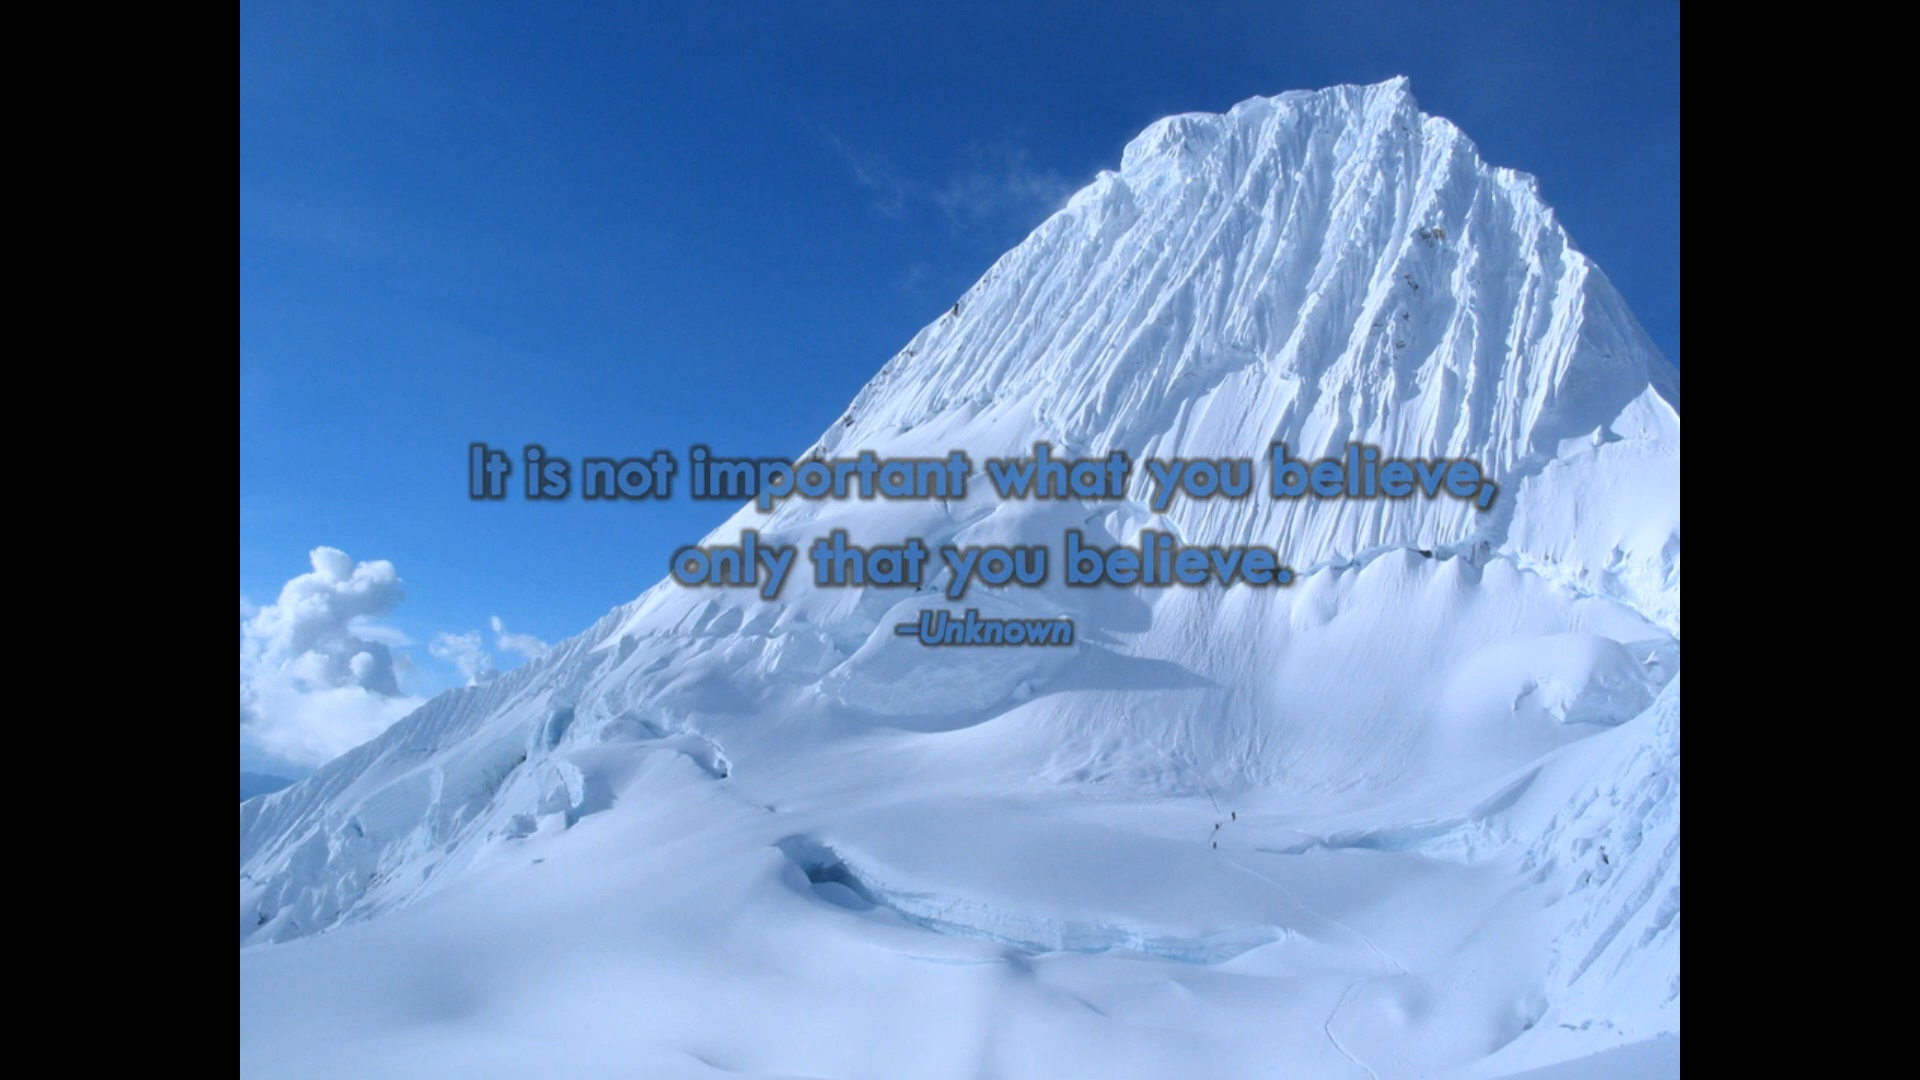 It is not important what you believe,
only that you believe.
–Unknown